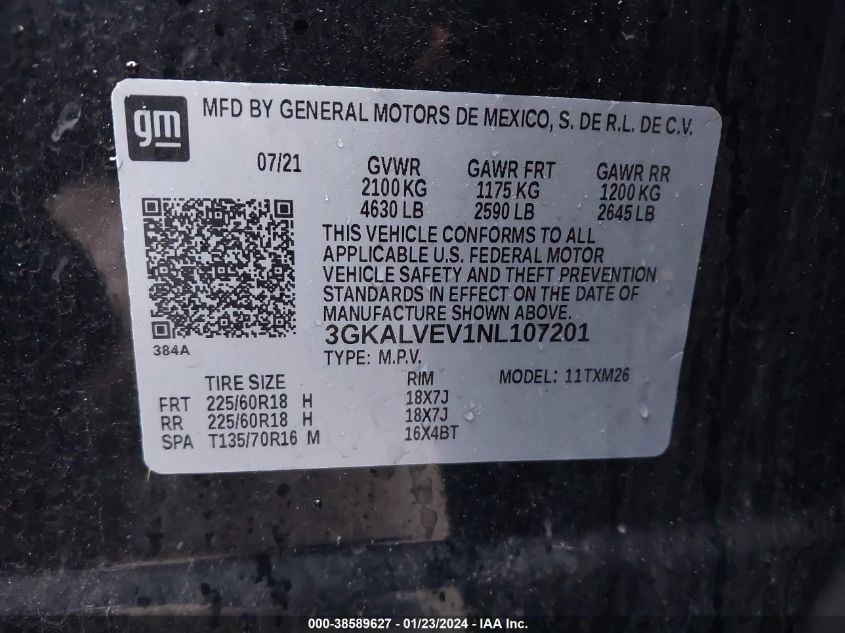 gm
MFD BY GENERAL MOTORS DE MEXICO, S. DE R.L. DE C.V.
07/21 GVWR GAWR FRT GAWR RR
2100 KG 1175 KG 1200 KG
4630 LB 2590 LB 2645 LB
THIS VEHICLE CONFORMS TO ALL
APPLICABLE U.S. FEDERAL MOTOR
VEHICLE SAFETY AND THEFT PREVENTION
STANDARDS IN EFFECT ON THE DATE OF
MANUFACTURE SHOWN ABOVE.
3GKALVEV1NL107201
384A
TYPE: M.P.V.
TIRE SIZE RIM MODEL: 11TXM26
FRT 225/60R18 H 18X7J
RR 225/60R18 H 18X7J
SPA T135/70R16 M 16X4BT
000-38589627 - 01/23/2024 - IAA Inc.